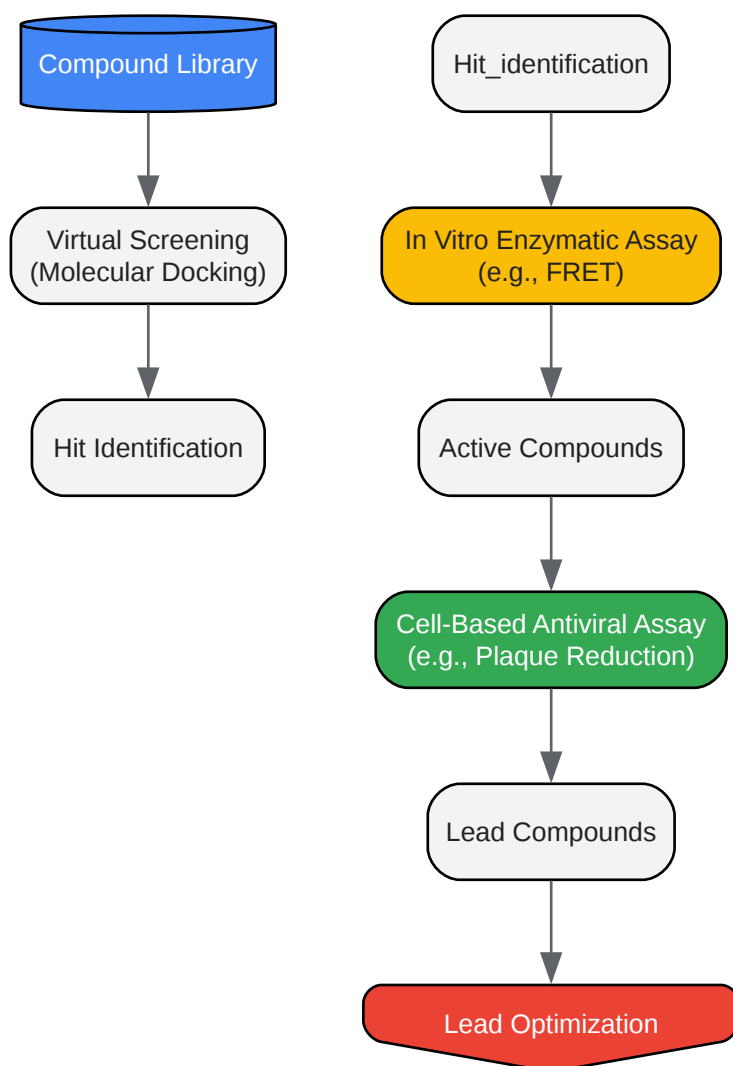 Compound Library
Virtual Screening
(Molecular Docking)
Hit Identification
Hit_identification
In Vitro Enzymatic Assay
(e.g., FRET)
Active Compounds
Cell-Based Antiviral Assay
(e.g., Plaque Reduction)
Lead Compounds
Lead Optimization